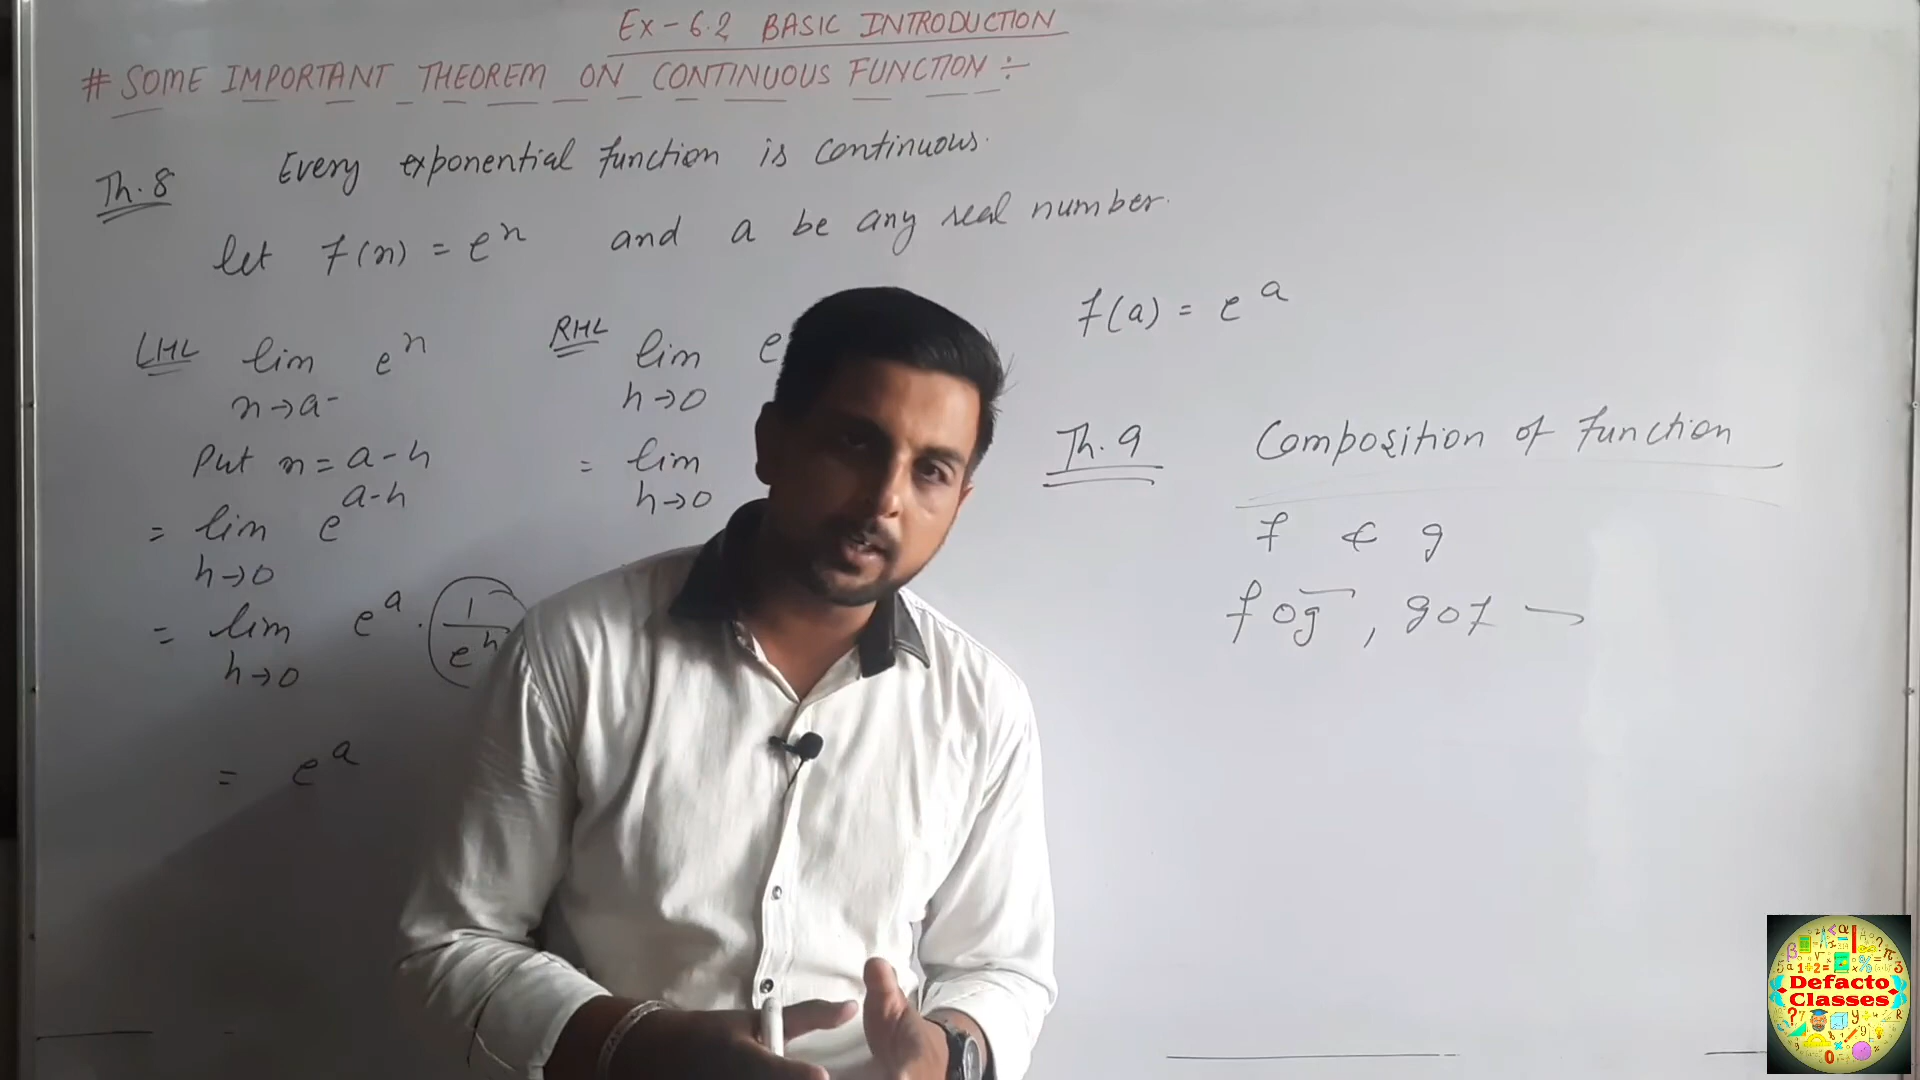 Ex - 6.2 BASIC INTRODUCTION
# SOME IMPORTANT THEOREM ON CONTINUOUS FUNCTION :-
Th. 8 Every exponential function is continuous.
let f(x) = e^x and a be any real number.
f(a) = e^a
LHL lim e^x
x→a-
Put x = a-h
= lim e^a-h
h→0
= lim e^a . 1/e^h
h→0
= e^a
RHL lim e
h→0
= lim
h→0
Th. 9 Composition of function
f & g
fog, gof
Defacto
Classes